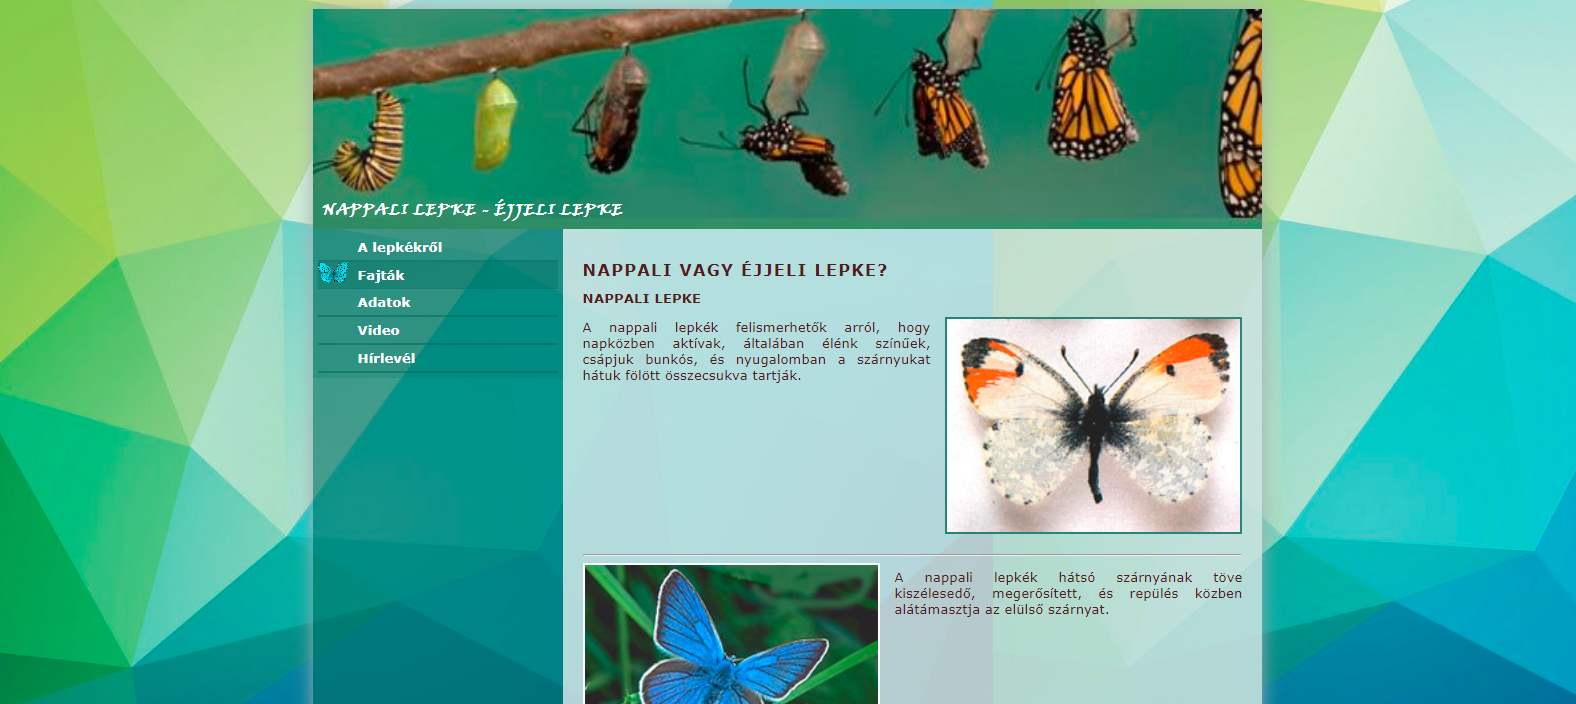 NAPPALI LEPKE - ÉJJELI LEPKE
A lepkékről
Fajták
Adatok
Video
Hírlevél
NAPPALI VAGY ÉJJELI LEPKE?
NAPPALI LEPKE
A nappali lepkék felismerhetők arról, hogy
napközben aktívak, általában élénk színűek,
csápjuk bunkós, és nyugalomban a szárnyukat
hátuk fölött összecsukva tartják.
A nappali lepkék hátsó szárnyának töve
kiszélesedő, megerősített, és repülés közben
alátámasztja az elülső szárnyat.